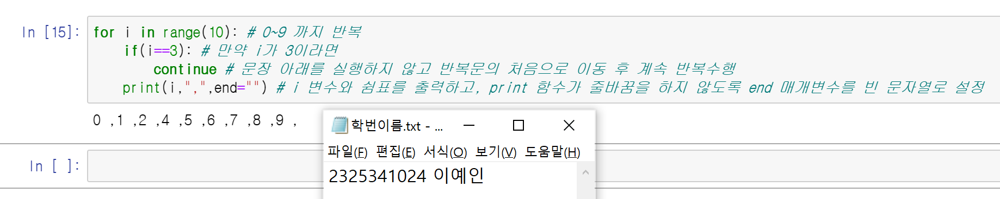 In [15]: for i in range(10): # 0~9 까지 반복
if(i==3): # 만약 i가 3이라면
continue # 문장 아래를 실행하지 않고 반복문의 처음으로 이동 후 계속 반복수행
print(i,",",end="") # i 변수와 쉼표를 출력하고, print 함수가 줄바꿈을 하지 않도록 end 매개변수를 빈 문자열로 설정
0 ,1 ,2 ,4 ,5 ,6 ,7 ,8 ,9 ,
학번이름.txt - ...
파일(F) 편집(E) 서식(O) 보기(V) 도움말(H)
In [ ]:
2325341024 이예인